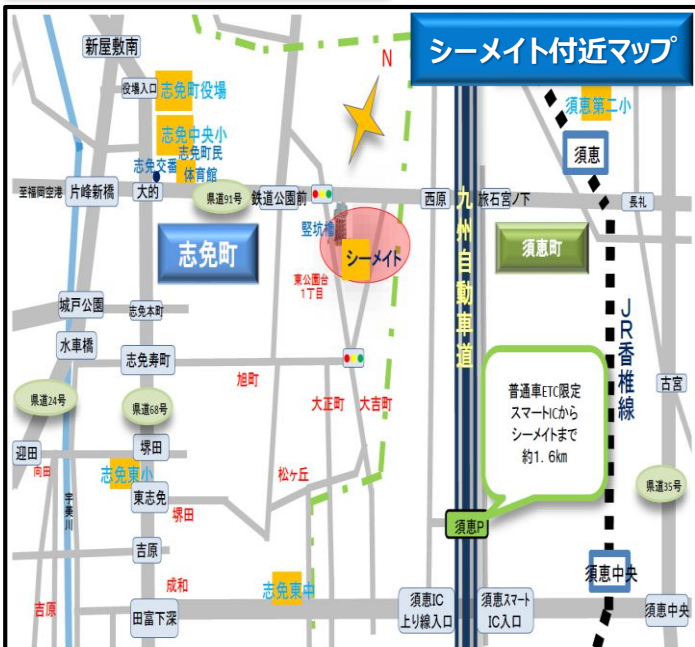 シーメイト付近マップ
新屋敷南
N
役場入口
志免町役場
須恵第二小
志免中央小
志免町民
体育館
志免交番
須恵
至福岡空港
片峰新橋
大的
県道91号
鉄道公園前
西原
旅石宮ノ下
長礼
竪坑櫓
志免町
シーメイト
須恵町
九州自動車道
東公園台
1丁目
城戸公園
志免本町
JR香椎線
水車橋
志免寿町
旭町
大正町
大吉町
古宮
普通車ETC限定
スマートICから
シーメイトまで
約1.6km
県道24号
県道68号
迎田
向田
堺田
志免東小
松ヶ丘
県道35号
宇美川
東志免
堺田
須恵P
吉原
成和
志免東中
須恵中央
吉原
田富下深
須恵IC
上り線入口
須恵スマート
IC入口
須恵中央